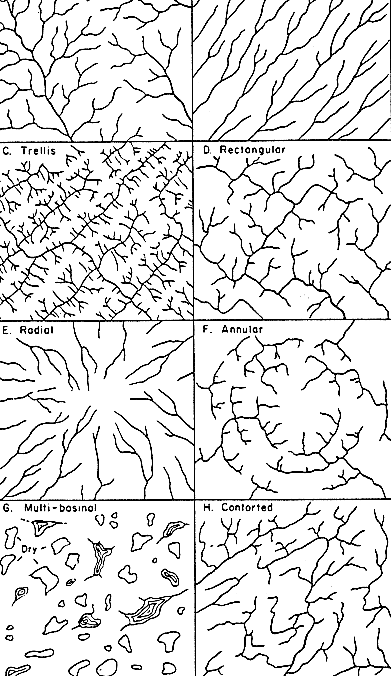 C. Trellis
D. Rectangular
E. Radial
F. Annular
G. Multi-basinal
Dry
H. Contorted